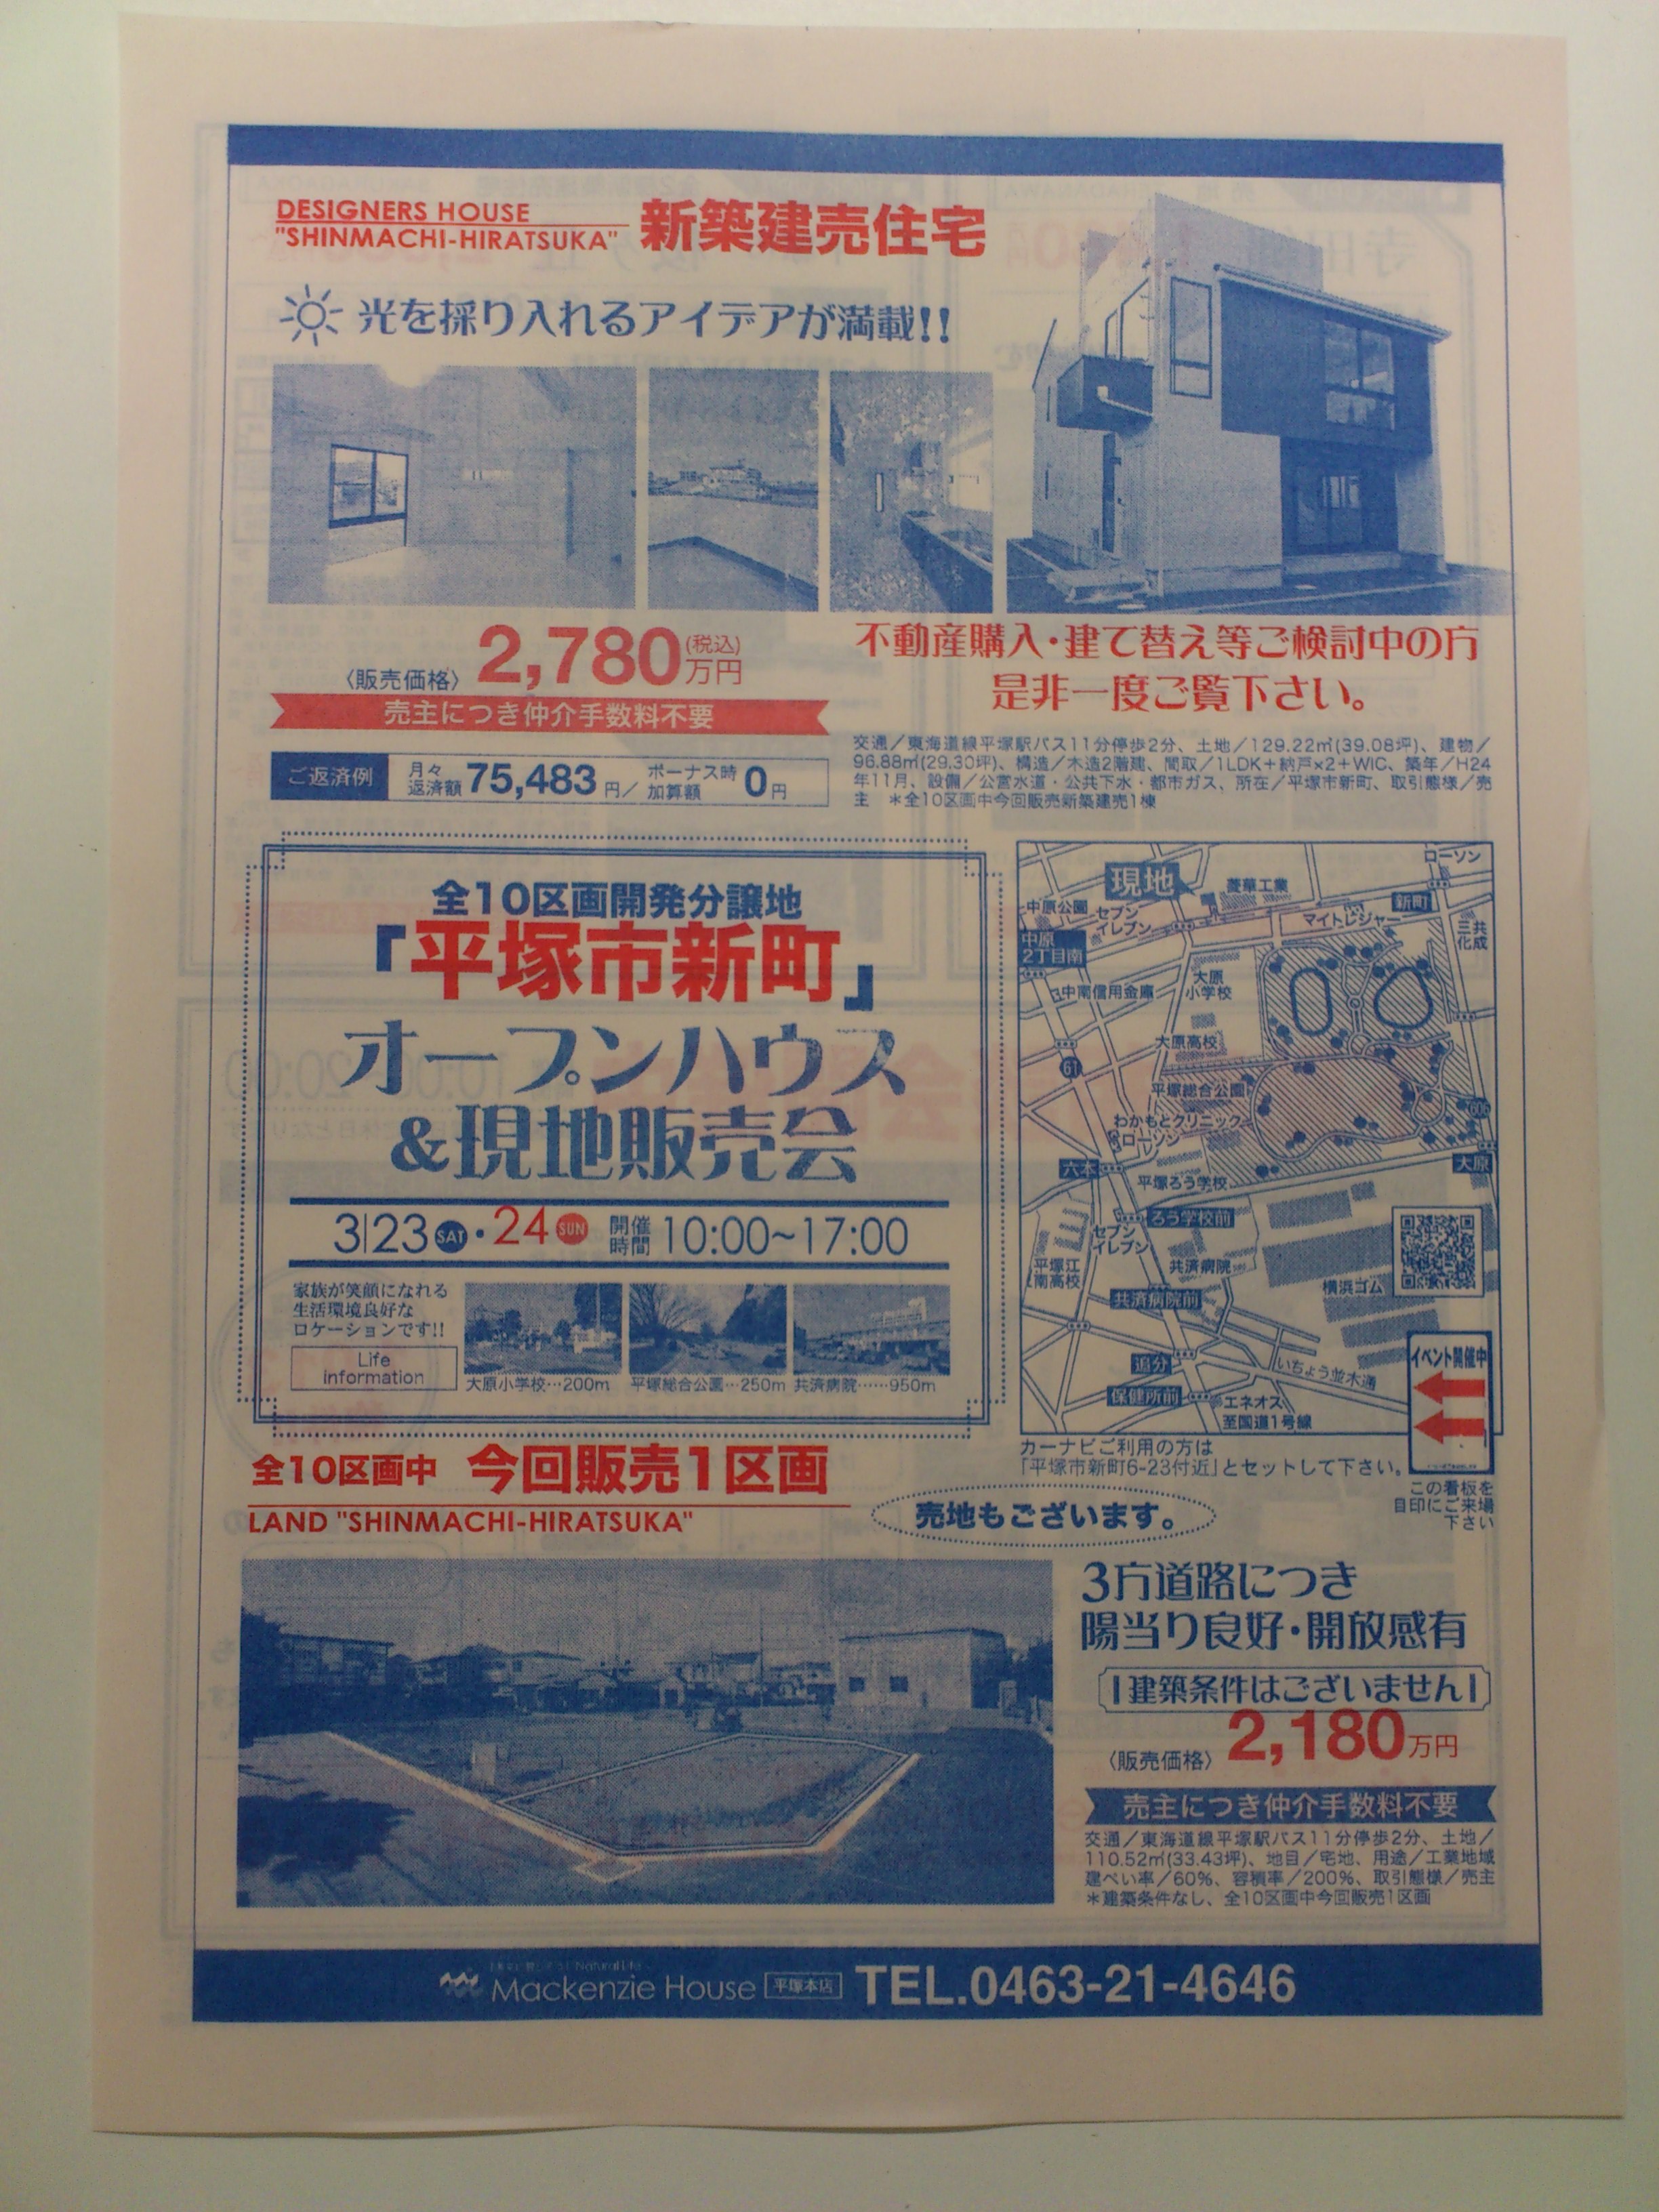 DESIGNERS HOUSE
"SHINMACHI-HIRATSUKA"
新築建売住宅
光を採り入れるアイデアが満載!!
〈販売価格〉2,780万円(税込)
売主につき仲介手数料不要
ご返済例 月々返済額 75,483円／ボーナス時加算額 0円
不動産購入・建て替え等ご検討中の方
是非一度ご覧下さい。
交通／東海道線平塚駅バス11分停歩2分、土地／129.22㎡(39.08坪)、建物／
96.88㎡(29.30坪)、構造／木造2階建、間取／1LDK＋納戸×2＋WIC、築年／H24
年11月、設備／公営水道・公共下水・都市ガス、所在／平塚市新町、取引態様／売
主　＊全10区画中今回販売新築建売1棟
全10区画開発分譲地
「平塚市新町」
オープンハウス
&現地販売会
3|23 SAT・24 SUN 開催時間 10:00~17:00
家族が笑顔になれる
生活環境良好な
ロケーションです!!
Life
information
大原小学校…200m
平塚総合公園…250m
共済病院……950m
ローソン
現地
菱華工業
新町
中原公園
セブン
イレブン
マイトレジャー
三共
化成
中原
2丁目南
大原
小学校
中南信用金庫
大原高校
61
平塚総合公園
606
わかもとクリニック
ローソン
六本
大原
平塚ろう学校
ろう学校前
セブン
イレブン
平塚江
南高校
共済病院
横浜ゴム
共済病院前
イベント開催中
追分
いちょう並木通
保健所前
エネオス
至国道1号線
カーナビご利用の方は
「平塚市新町6-23付近」とセットして下さい。
この看板を
目印にご来場
下さい
全10区画中 今回販売1区画
LAND "SHINMACHI-HIRATSUKA"
売地もございます。
3方道路につき
陽当り良好・開放感有
建築条件はございません
〈販売価格〉2,180万円
売主につき仲介手数料不要
交通／東海道線平塚駅バス11分停歩2分、土地／
110.52㎡(33.43坪)、地目／宅地、用途／工業地域
建ぺい率／60%、容積率／200%、取引態様／売主
＊建築条件なし、全10区画中今回販売1区画
Mackenzie House 平塚本店 TEL.0463-21-4646